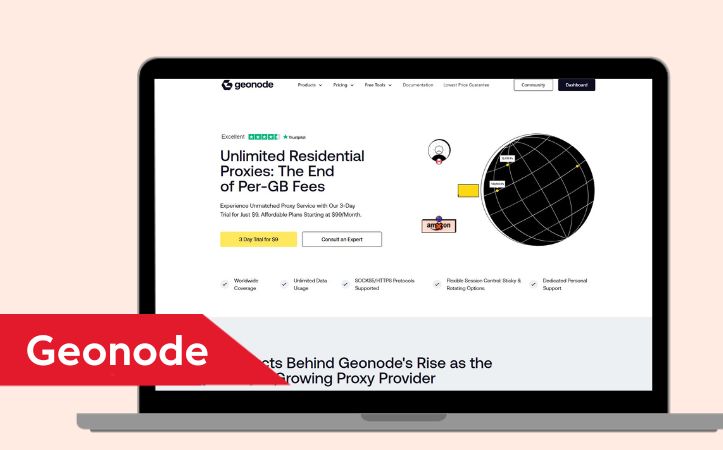 geonode
Products Pricing Free Tools Documentation Lowest Price Guarantee Community Dashboard
Excellent Trustpilot
Unlimited Residential
Proxies: The End
of Per-GB Fees
Experience Unmatched Proxy Service with Our 3-Day
Trial for Just $9. Affordable Plans Starting at $99/Month.
3 Day Trial for $9 Consult an Expert
amazon
Worldwide
Coverage
Unlimited Data
Usage
SOCKS5/HTTPS Protocols
Supported
Flexible Session Control: Sticky &
Rotating Options
Dedicated Personal
Support
Geonode
cts Behind Geonode's Rise as the
Growing Proxy Provider